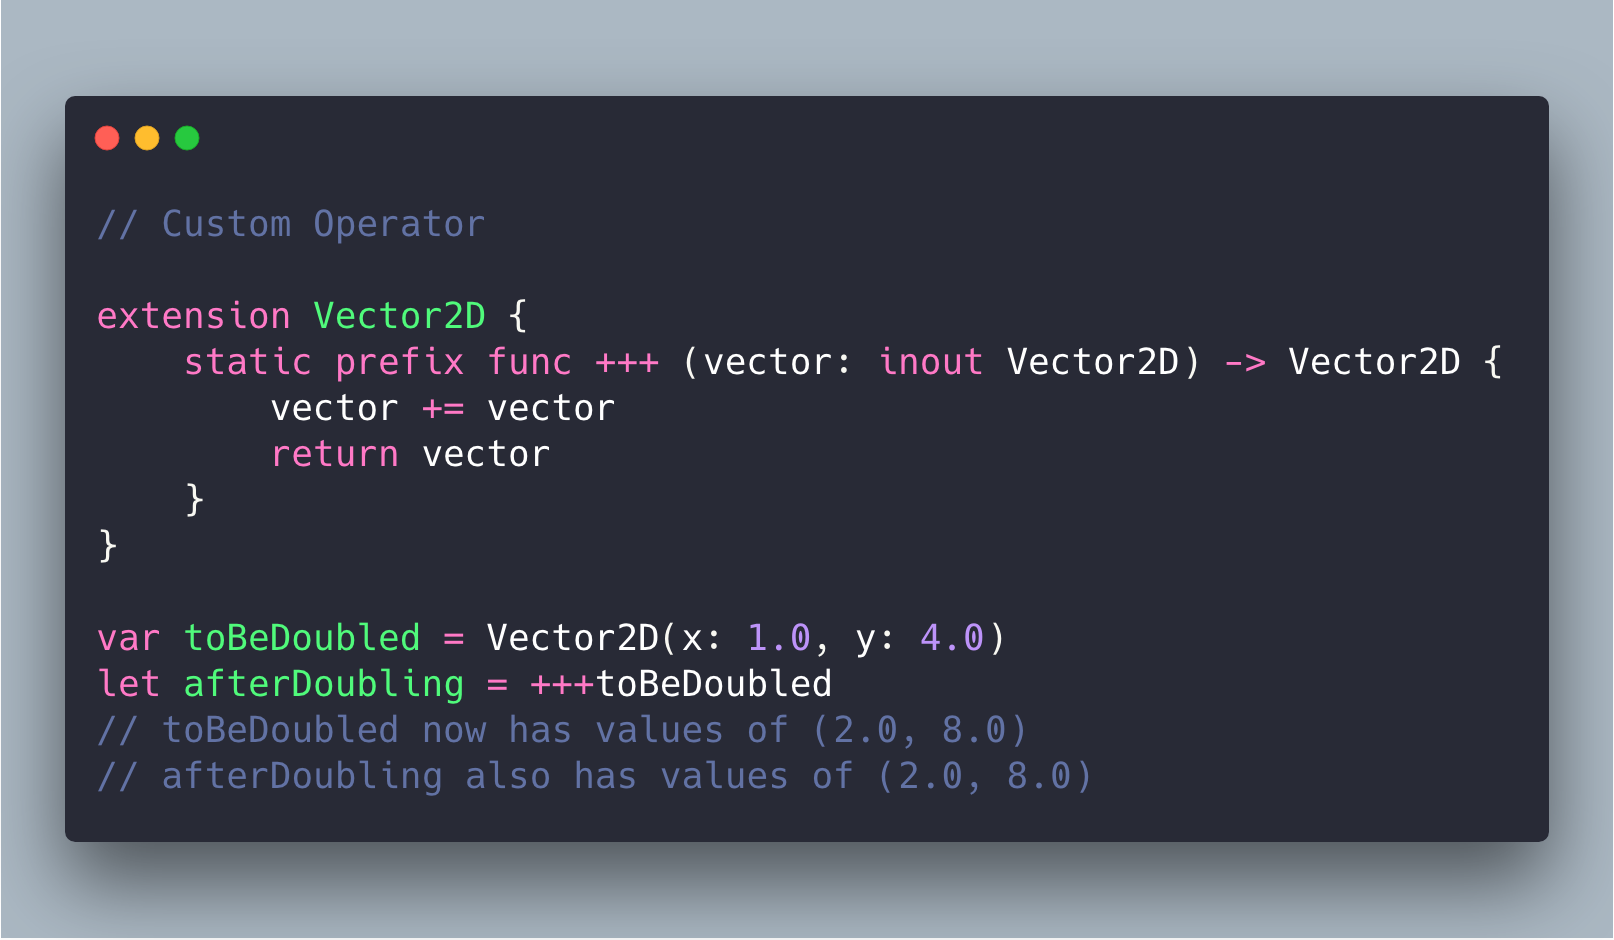 // Custom Operator

extension Vector2D {
    static prefix func +++ (vector: inout Vector2D) -> Vector2D {
        vector += vector
        return vector
    }
}

var toBeDoubled = Vector2D(x: 1.0, y: 4.0)
let afterDoubling = +++toBeDoubled
// toBeDoubled now has values of (2.0, 8.0)
// afterDoubling also has values of (2.0, 8.0)